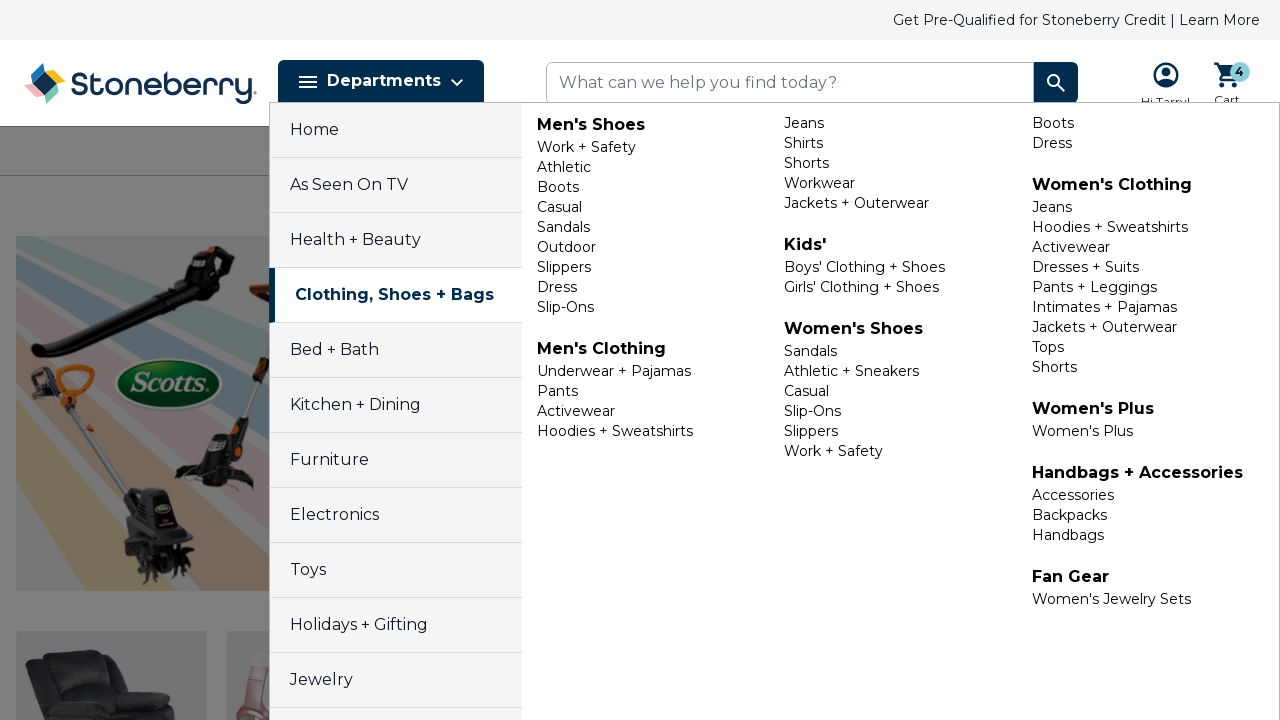 Get Pre-Qualified for Stoneberry Credit | Learn More
Stoneberry
Departments
What can we help you find today?
4
Hi Tarry!
Cart
Home
As Seen On TV
Health + Beauty
Clothing, Shoes + Bags
Bed + Bath
Kitchen + Dining
Furniture
Electronics
Toys
Holidays + Gifting
Jewelry
Men's Shoes
Work + Safety
Athletic
Boots
Casual
Sandals
Outdoor
Slippers
Dress
Slip-Ons
Men's Clothing
Underwear + Pajamas
Pants
Activewear
Hoodies + Sweatshirts
Jeans
Shirts
Shorts
Workwear
Jackets + Outerwear
Kids'
Boys' Clothing + Shoes
Girls' Clothing + Shoes
Women's Shoes
Sandals
Athletic + Sneakers
Casual
Slip-Ons
Slippers
Work + Safety
Boots
Dress
Women's Clothing
Jeans
Hoodies + Sweatshirts
Activewear
Dresses + Suits
Pants + Leggings
Intimates + Pajamas
Jackets + Outerwear
Tops
Shorts
Women's Plus
Women's Plus
Handbags + Accessories
Accessories
Backpacks
Handbags
Fan Gear
Women's Jewelry Sets
Scotts